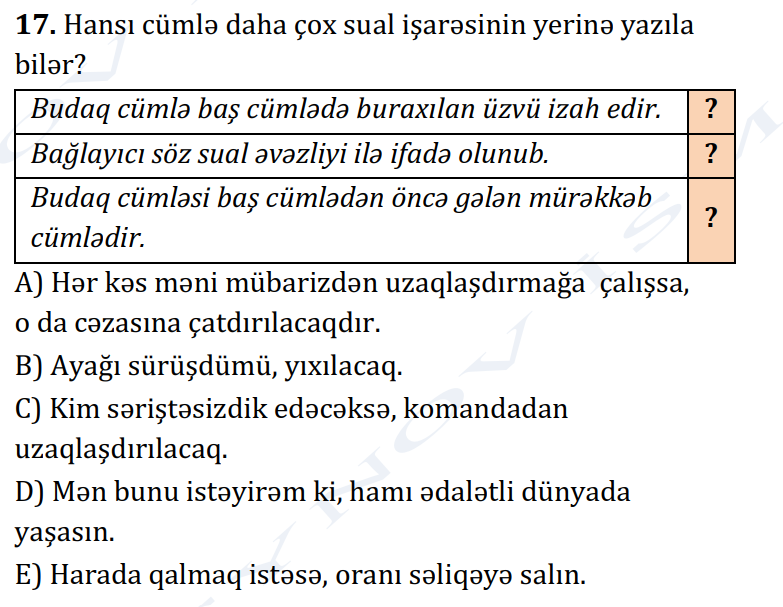 17. Hansı cümlə daha çox sual işarəsinin yerinə yazıla
bilər?
Budaq cümlə baş cümlədə buraxılan üzvü izah edir. ?
Bağlayıcı söz sual əvəzliyi ilə ifadə olunub. ?
Budaq cümləsi baş cümlədən öncə gələn mürəkkəb
cümlədir. ?
A) Hər kəs məni mübarizdən uzaqlaşdırmağa çalışsa,
o da cəzasına çatdırılacaqdır.
B) Ayağı sürüşdümü, yıxılacaq.
C) Kim səriştəsizdik edəcəksə, komandadan
uzaqlaşdırılacaq.
D) Mən bunu istəyirəm ki, hamı ədalətli dünyada
yaşasın.
E) Harada qalmaq istəsə, oranı səliqəyə salın.